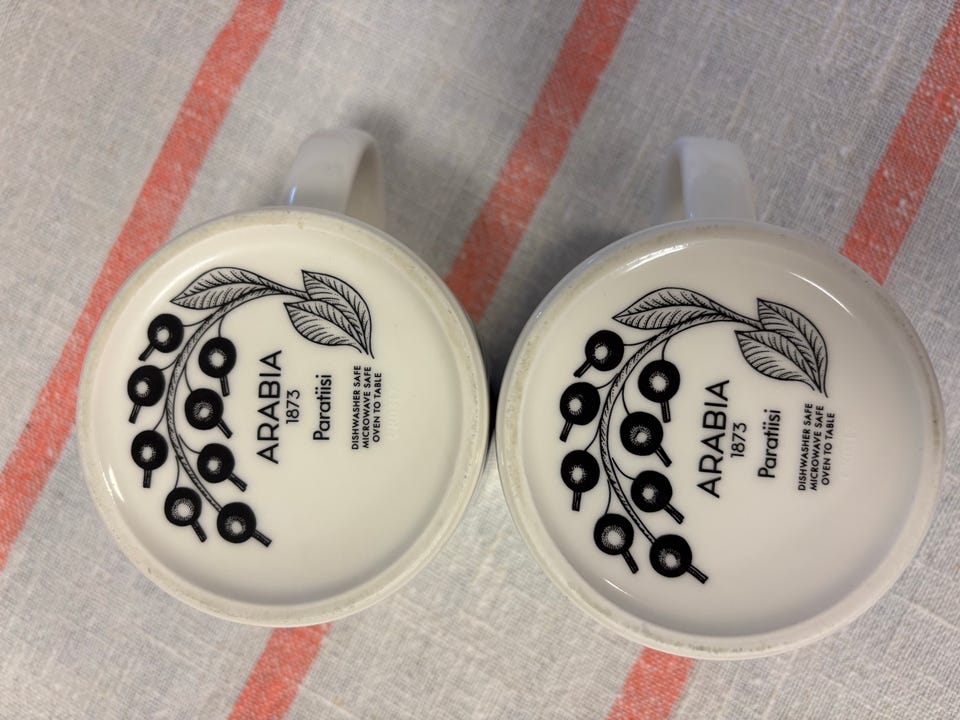 ARABIA
1873
Paratiisi
DISHWASHER SAFE
MICROWAVE SAFE
OVEN TO TABLE
ARABIA
1873
Paratiisi
DISHWASHER SAFE
MICROWAVE SAFE
OVEN TO TABLE